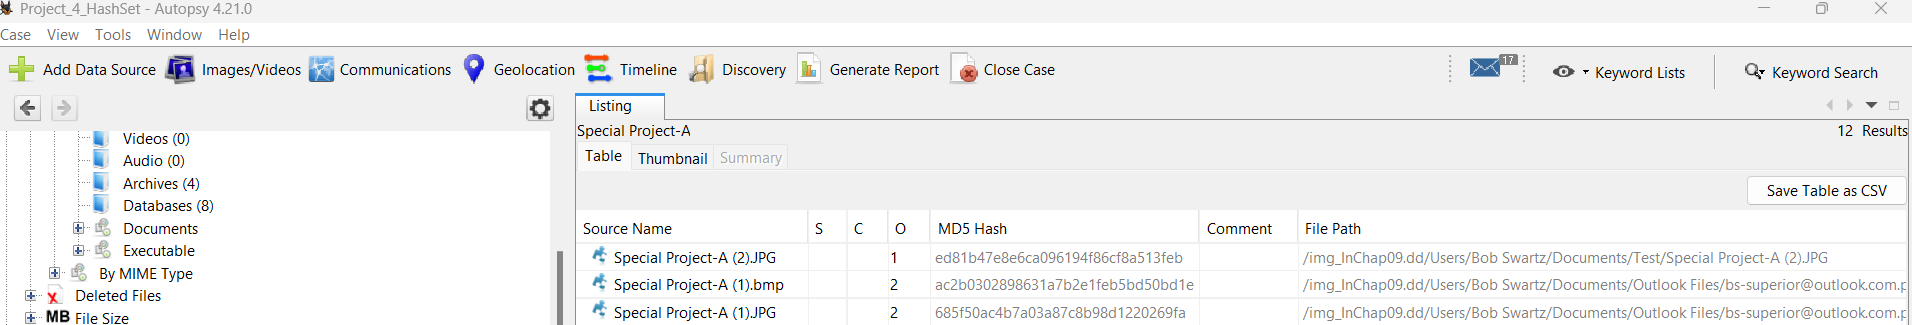 Project_4_HashSet - Autopsy 4.21.0
Case View Tools Window Help
Add Data Source Images/Videos Communications Geolocation Timeline Discovery Generate Report Close Case 17 Keyword Lists Keyword Search
Listing
Special Project-A 12 Results
Table Thumbnail Summary
Save Table as CSV
Videos (0)
Audio (0)
Archives (4)
Databases (8)
Documents
Executable
By MIME Type
Deleted Files
MB File Size
Source Name S C O MD5 Hash Comment File Path
Special Project-A (2).JPG 1 ed81b47e8e6ca096194f86cf8a513feb /img_InChap09.dd/Users/Bob Swartz/Documents/Test/Special Project-A (2).JPG
Special Project-A (1).bmp 2 ac2b0302898631a7b2e1feb5bd50bd1e /img_InChap09.dd/Users/Bob Swartz/Documents/Outlook Files/bs-superior@outlook.com.p
Special Project-A (1).JPG 2 685f50ac4b7a03a87c8b98d1220269fa /img_InChap09.dd/Users/Bob Swartz/Documents/Outlook Files/bs-superior@outlook.com.p